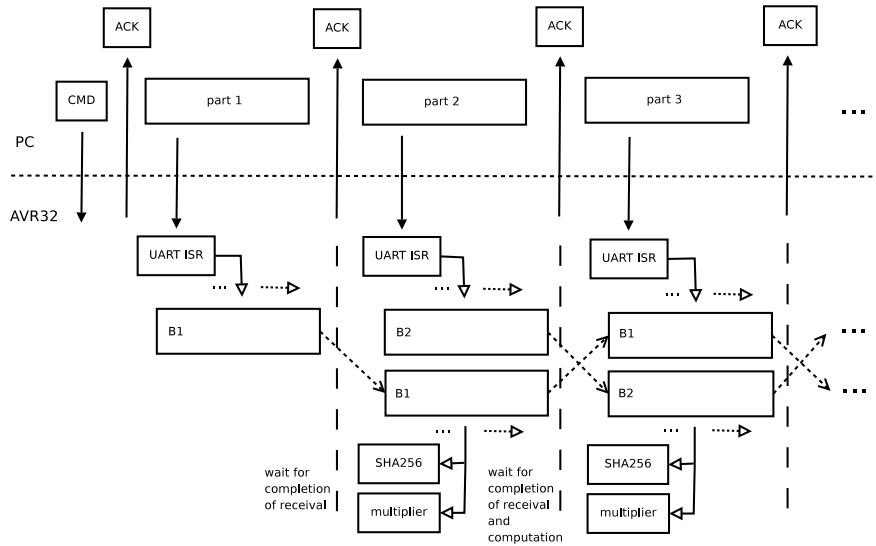 ACK
ACK
ACK
ACK
CMD
part 1
part 2
part 3
...
PC
AVR32
UART ISR
UART ISR
UART ISR
...
...
...
B1
B2
B1
...
B1
B2
...
...
...
SHA256
SHA256
wait for
completion
of receival
wait for
completion
of receival
and
computation
multiplier
multiplier